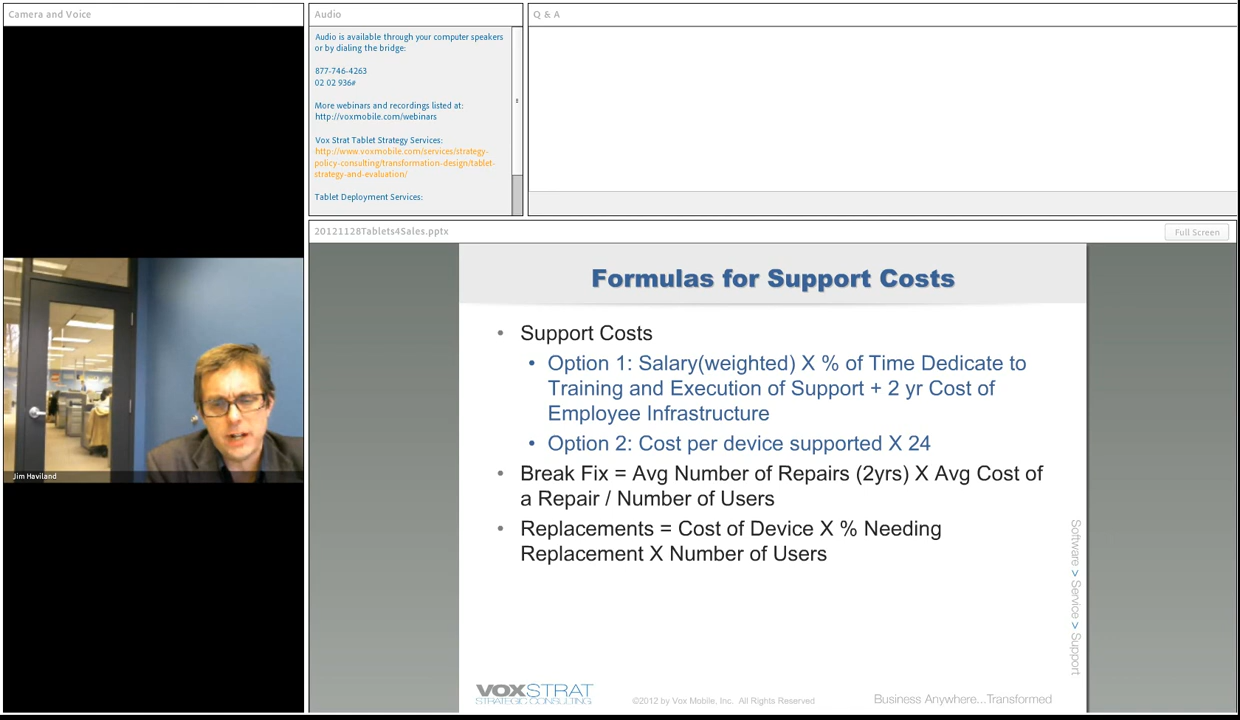 Camera and Voice
Audio
Q & A
Audio is available through your computer speakers
or by dialing the bridge:
877-746-4263
02 02 936#
More webinars and recordings listed at:
http://voxmobile.com/webinars
Vox Strat Tablet Strategy Services:
http://www.voxmobile.com/services/strategy-
policy-consulting/transformation-design/tablet-
strategy-and-evaluation/
Tablet Deployment Services:
20121128Tablets4Sales.pptx
Full Screen
Formulas for Support Costs
• Support Costs
• Option 1: Salary(weighted) X % of Time Dedicate to
Training and Execution of Support + 2 yr Cost of
Employee Infrastructure
• Option 2: Cost per device supported X 24
• Break Fix = Avg Number of Repairs (2yrs) X Avg Cost of
a Repair / Number of Users
• Replacements = Cost of Device X % Needing
Replacement X Number of Users
Software > Service > Support
Jim Haviland
VOXSTRAT
STRATEGIC CONSULTING
©2012 by Vox Mobile, Inc. All Rights Reserved
Business Anywhere...Transformed